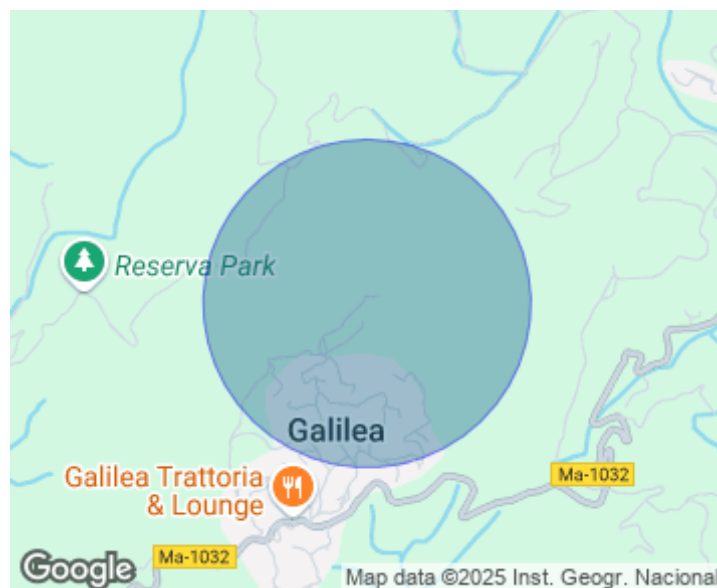 Reserva Park
Galilea
Galilea Trattoria
& Lounge
Ma-1032
Ma-1032
Google
Map data ©2025 Inst. Geogr. Nacional